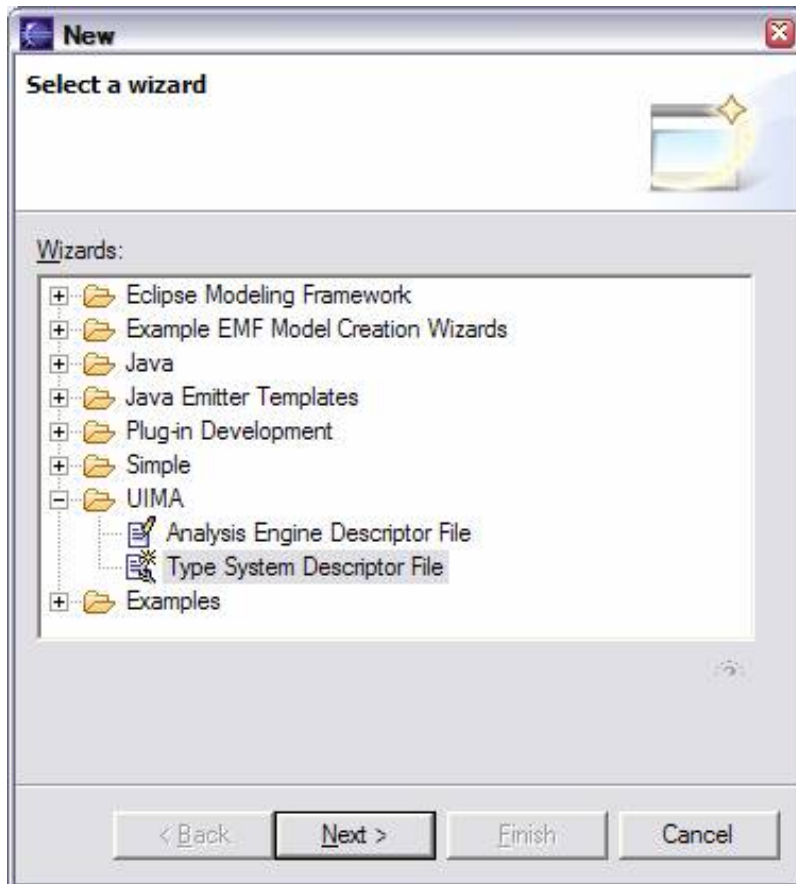 New
Select a wizard
Wizards:
Eclipse Modeling Framework
Example EMF Model Creation Wizards
Java
Java Emitter Templates
Plug-in Development
Simple
UIMA
Analysis Engine Descriptor File
Type System Descriptor File
Examples
< Back Next > Finish Cancel